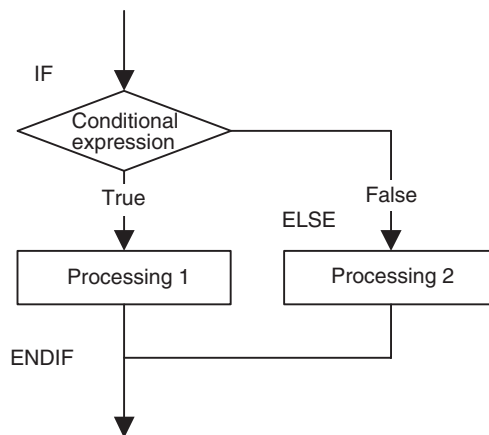 IF
Conditional
expression
True
False
ELSE
Processing 1
Processing 2
ENDIF